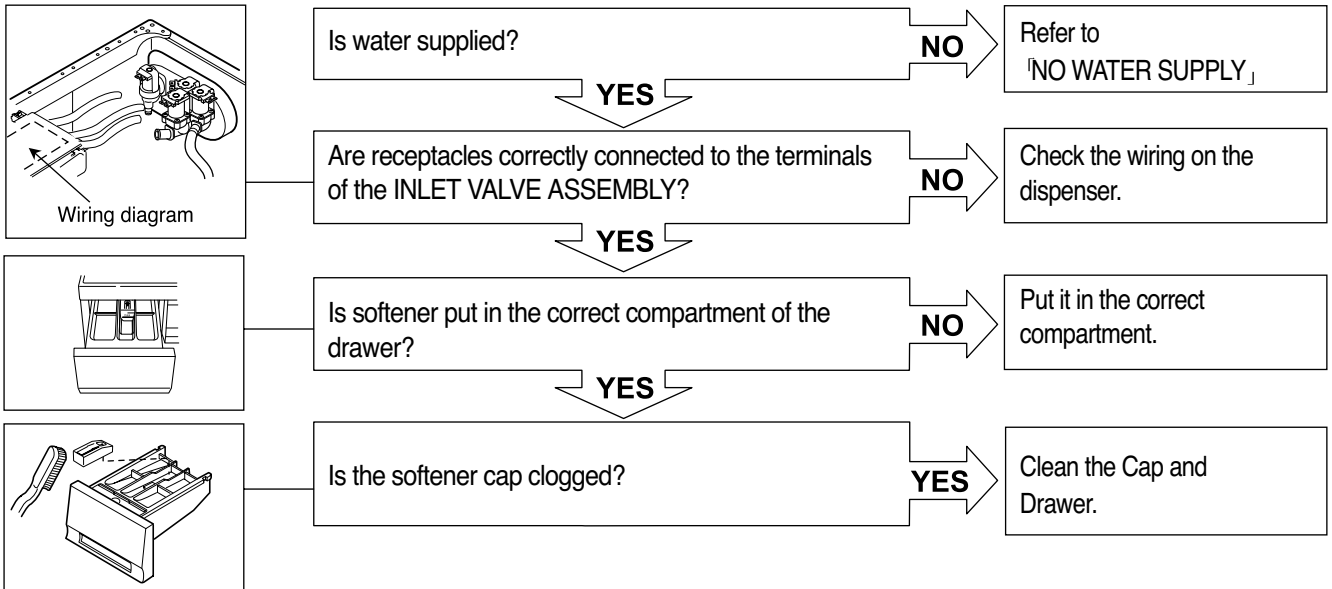 Is water supplied?
NO
Refer to
「NO WATER SUPPLY」
YES
Wiring diagram
Are receptacles correctly connected to the terminals
of the INLET VALVE ASSEMBLY?
NO
Check the wiring on the
dispenser.
YES
Is softener put in the correct compartment of the
drawer?
NO
Put it in the correct
compartment.
YES
Is the softener cap clogged?
YES
Clean the Cap and
Drawer.